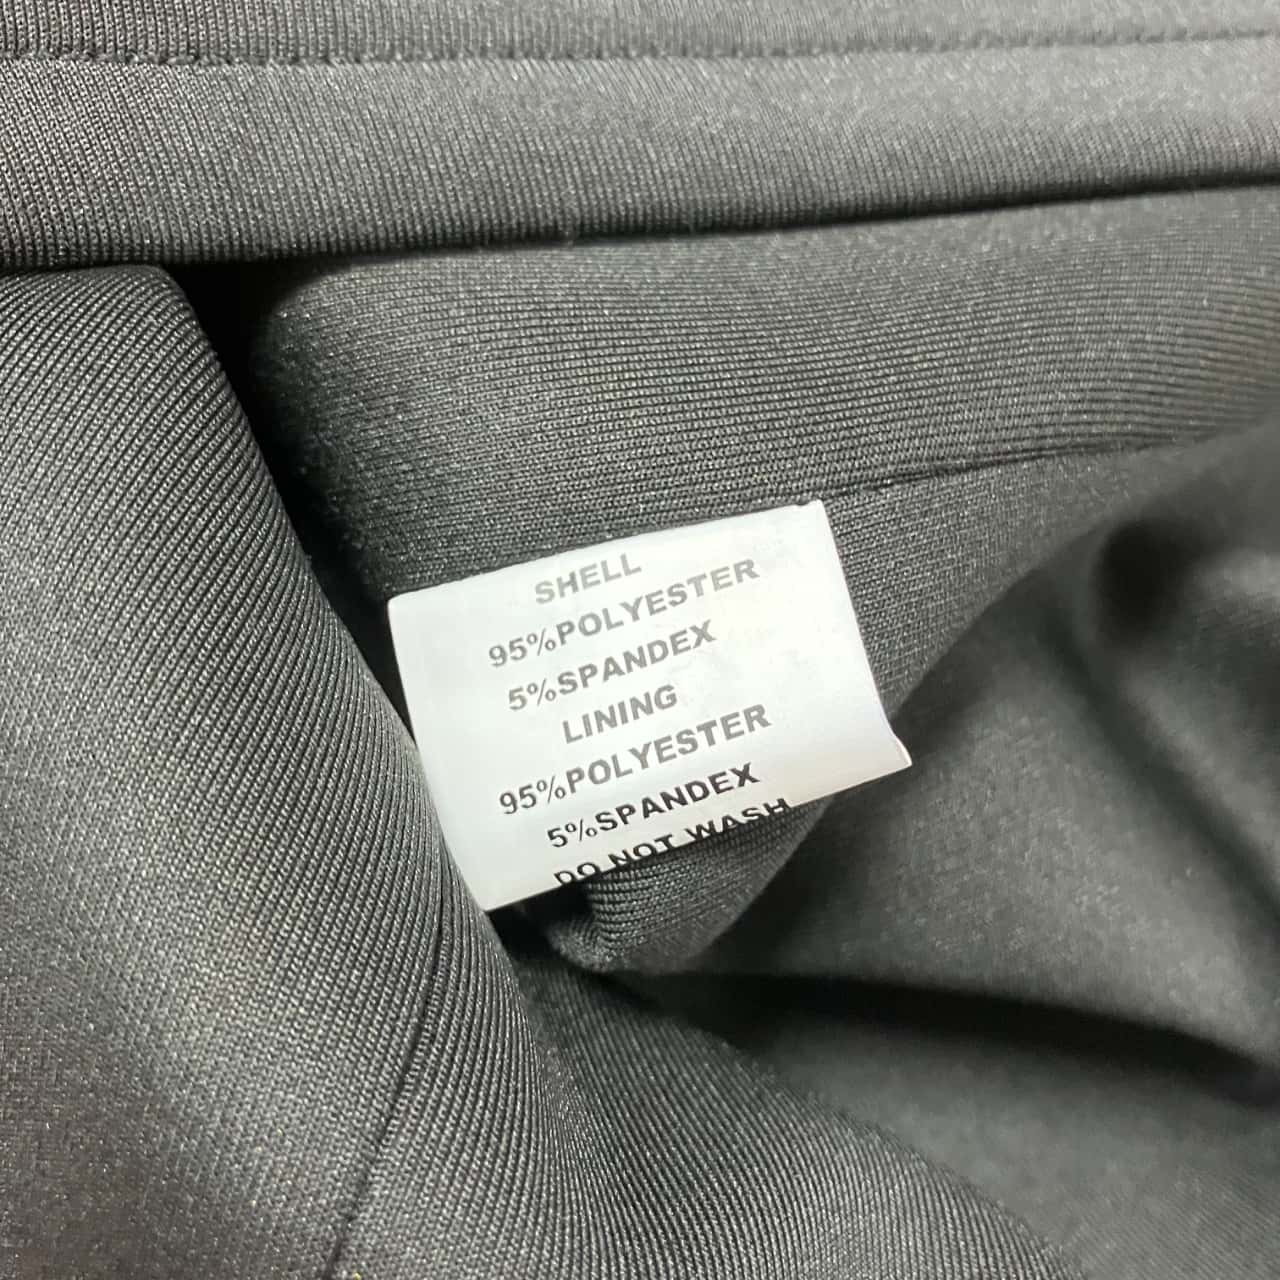 SHELL
95%POLYESTER
5%SPANDEX
LINING
95%POLYESTER
5%SPANDEX
DO NOT WASH